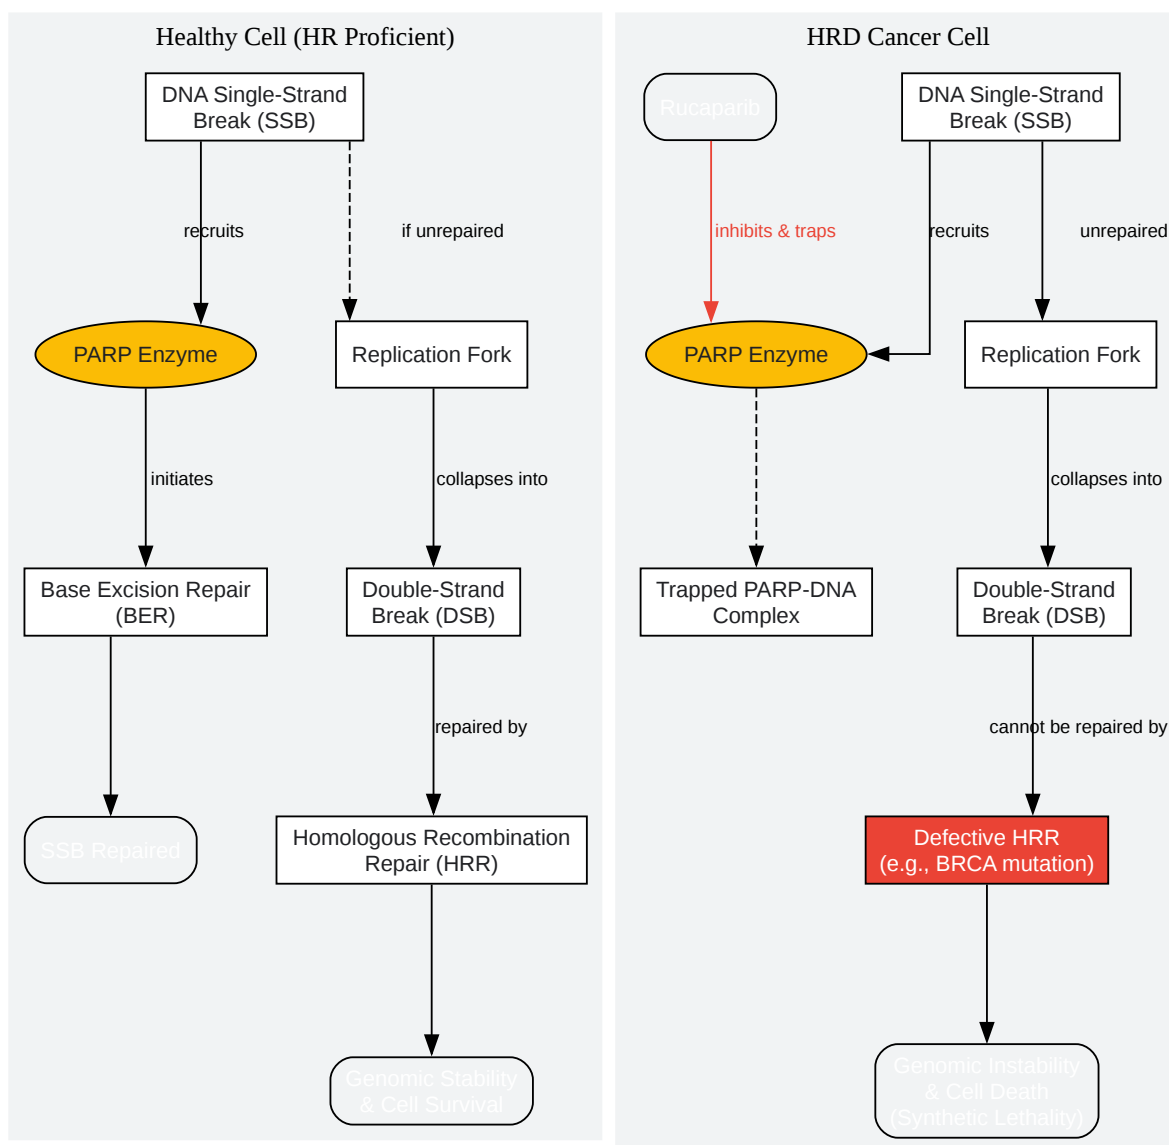 Healthy Cell (HR Proficient)
DNA Single-Strand
Break (SSB)
recruits
if unrepaired
PARP Enzyme
Replication Fork
initiates
collapses into
Base Excision Repair
(BER)
Double-Strand
Break (DSB)
repaired by
SSB Repaired
Homologous Recombination
Repair (HRR)
Genomic Stability
& Cell Survival
HRD Cancer Cell
Rucaparib
DNA Single-Strand
Break (SSB)
inhibits & traps
recruits
unrepaired
PARP Enzyme
Replication Fork
collapses into
Trapped PARP-DNA
Complex
Double-Strand
Break (DSB)
cannot be repaired by
Defective HRR
(e.g., BRCA mutation)
Genomic Instability
& Cell Death
(Synthetic Lethality)